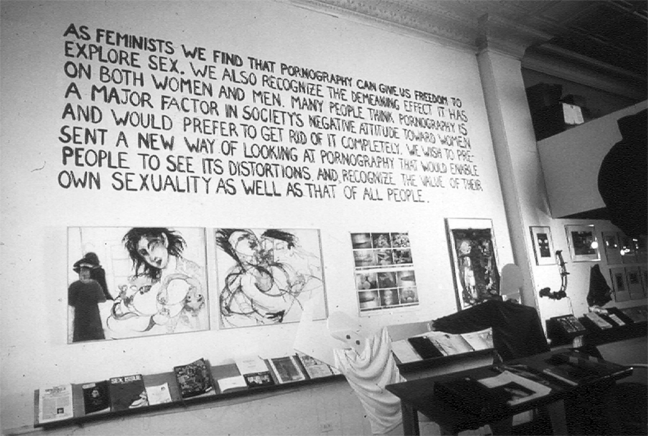 AS FEMINISTS WE FIND THAT PORNOGRAPHY CAN GIVE US FREEDOM TO
EXPLORE SEX. WE ALSO RECOGNIZE THE DEMEANING EFFECT IT HAS
ON BOTH WOMEN AND MEN. MANY PEOPLE THINK PORNOGRAPHY IS
A MAJOR FACTOR IN SOCIETY'S NEGATIVE ATTITUDE TOWARD WOMEN
AND WOULD PREFER TO GET RID OF IT COMPLETELY. WE WISH TO PRE-
SENT A NEW WAY OF LOOKING AT PORNOGRAPHY THAT WOULD ENABLE
PEOPLE TO SEE ITS DISTORTIONS AND RECOGNIZE THE VALUE OF THEIR
OWN SEXUALITY AS WELL AS THAT OF ALL PEOPLE.
SEX ISSUE